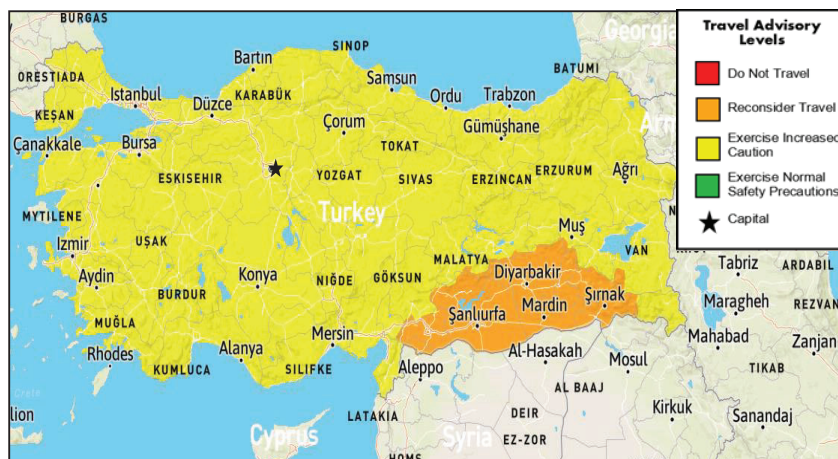 BURGAS
SINOP
Georgia
Bartın
ORESTIADA
BATUMI
KARABÜK
Samsun
Istanbul
Düzce
Ordu
Trabzon
KEŞAN
Çorum
Gümüşhane
Çanakkale
Bursa
TOKAT
ESKISEHIR
YOZGAT
SIVAS
ERZINCAN
ERZURUM
Ağrı
MYTILENE
Turkey
UŞAK
Muş
VAN
Izmir
MALATYA
Aydin
Konya
NIĞDE
GÖKSUN
Diyarbakir
Tabriz
ARDABIL
BURDUR
Şanlıurfa
Mardin
Şırnak
Maragheh
REZVAN
MUĞLA
Mersin
Rhodes
Alanya
Mahabad
Zanjan
KUMLUCA
SILIFKE
Aleppo
Al-Hasakah
Mosul
TIKAB
AL BAAJ
LATAKIA
DEIR
EZ-ZOR
Kirkuk
Sanandaj
Cyprus
Syria
HOMS
lion
Travel Advisory
Levels
Do Not Travel
Reconsider Travel
Exercise Increased
Caution
Exercise Normal
Safety Precautions
Capital